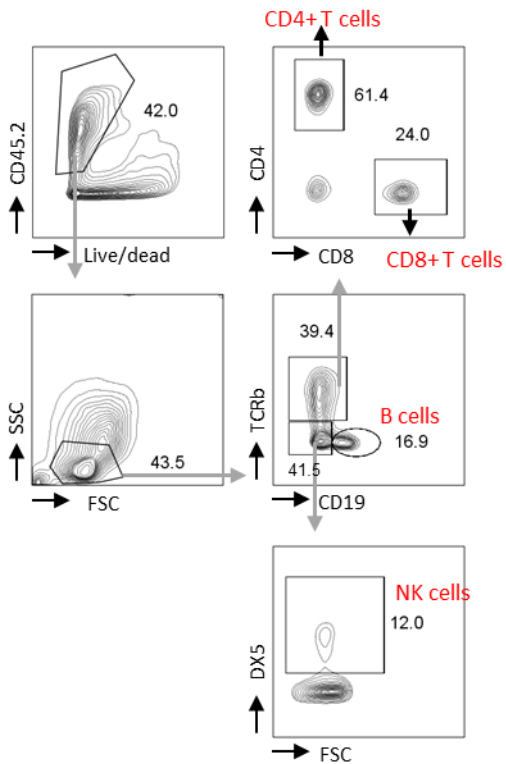 CD4+ T cells
CD45.2
42.0
Live/dead
CD4
61.4
24.0
CD8
CD8+ T cells
SSC
43.5
FSC
TCRb
39.4
B cells
16.9
41.5
CD19
DX5
NK cells
12.0
FSC